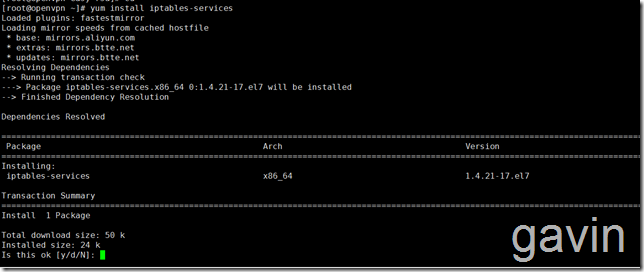 [root@openvpn ~]# yum install iptables-services
Loaded plugins: fastestmirror
Loading mirror speeds from cached hostfile
* base: mirrors.aliyun.com
* extras: mirrors.btte.net
* updates: mirrors.btte.net
Resolving Dependencies
--> Running transaction check
---> Package iptables-services.x86_64 0:1.4.21-17.el7 will be installed
--> Finished Dependency Resolution
Dependencies Resolved
Package Arch Version
Installing:
iptables-services x86_64 1.4.21-17.el7
Transaction Summary
Install 1 Package
Total download size: 50 k
Installed size: 24 k
Is this ok [y/d/N]:
gavin